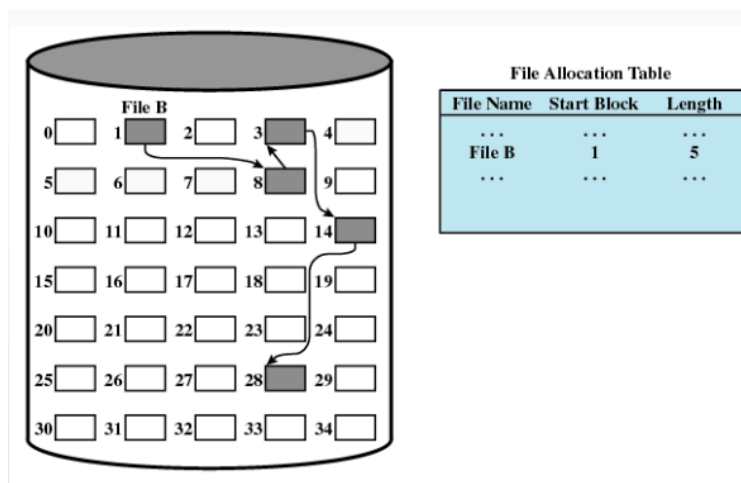 File Allocation Table
File Name Start Block Length
... ... ...
File B 1 5
... ... ...
File B
0 1 2 3 4
5 6 7 8 9
10 11 12 13 14
15 16 17 18 19
20 21 22 23 24
25 26 27 28 29
30 31 32 33 34